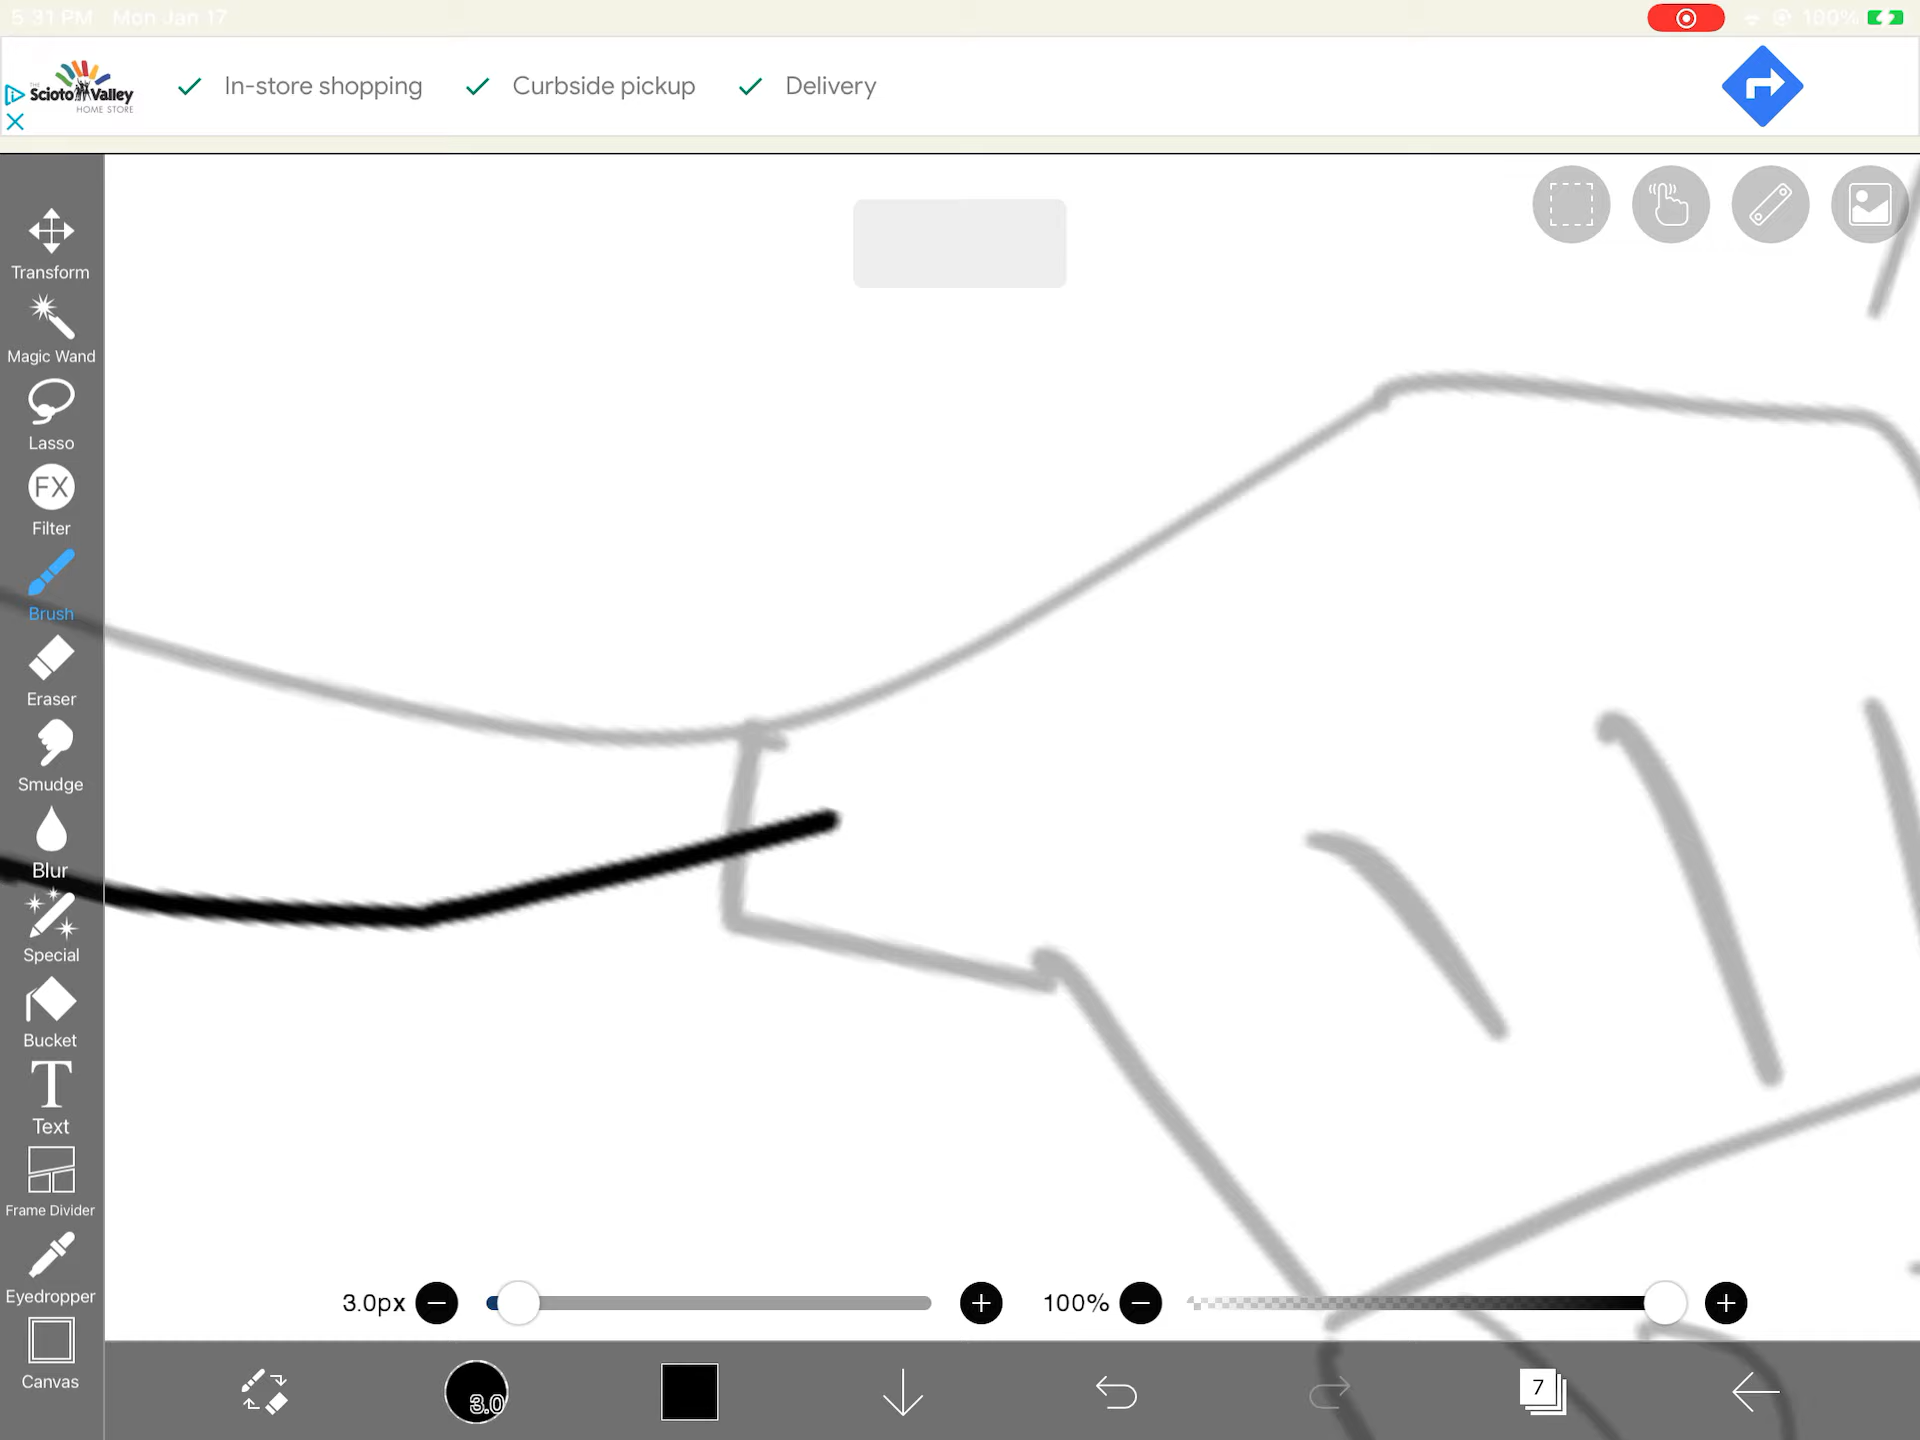 5:31 PM Mon Jan 17
100%
THE
Scioto Valley
HOME STORE
In-store shopping
Curbside pickup
Delivery
Transform
Magic Wand
Lasso
FX
Filter
Brush
Eraser
Smudge
Blur
Special
Bucket
T
Text
Frame Divider
Eyedropper
Canvas
3.0px
100%
3.0
7